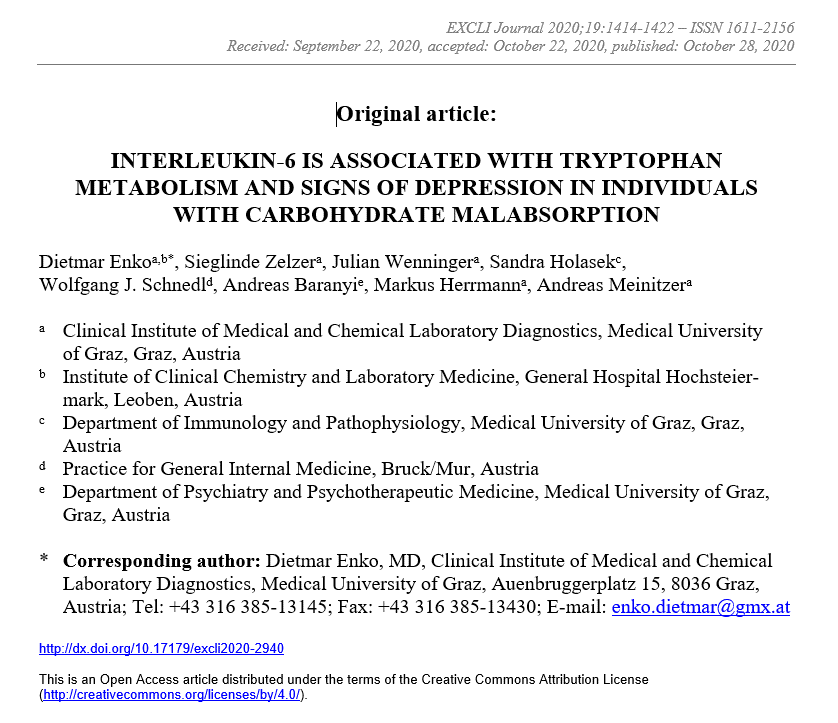 EXCLI Journal 2020;19:1414-1422 – ISSN 1611-2156
Received: September 22, 2020, accepted: October 22, 2020, published: October 28, 2020
Original article:
INTERLEUKIN-6 IS ASSOCIATED WITH TRYPTOPHAN
METABOLISM AND SIGNS OF DEPRESSION IN INDIVIDUALS
WITH CARBOHYDRATE MALABSORPTION
Dietmar Enkoa,b*, Sieglinde Zelzera, Julian Wenningera, Sandra Holasekc,
Wolfgang J. Schnedld, Andreas Baranyie, Markus Herrmanna, Andreas Meinitzera
a Clinical Institute of Medical and Chemical Laboratory Diagnostics, Medical University
of Graz, Graz, Austria
b Institute of Clinical Chemistry and Laboratory Medicine, General Hospital Hochsteier-
mark, Leoben, Austria
c Department of Immunology and Pathophysiology, Medical University of Graz, Graz,
Austria
d Practice for General Internal Medicine, Bruck/Mur, Austria
e Department of Psychiatry and Psychotherapeutic Medicine, Medical University of Graz,
Graz, Austria
* Corresponding author: Dietmar Enko, MD, Clinical Institute of Medical and Chemical
Laboratory Diagnostics, Medical University of Graz, Auenbruggerplatz 15, 8036 Graz,
Austria; Tel: +43 316 385-13145; Fax: +43 316 385-13430; E-mail: enko.dietmar@gmx.at
http://dx.doi.org/10.17179/excli2020-2940
This is an Open Access article distributed under the terms of the Creative Commons Attribution License
(http://creativecommons.org/licenses/by/4.0/).